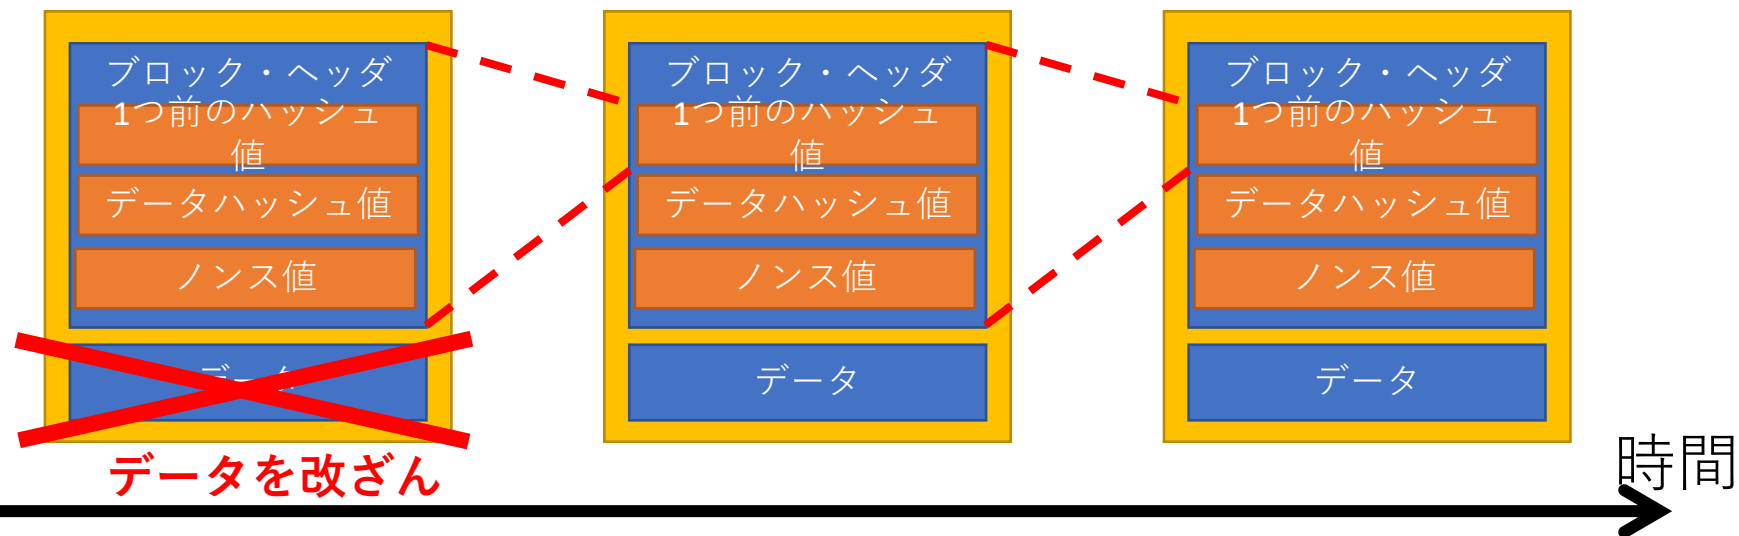 ブロック・ヘッダ
1つ前のハッシュ
値
データハッシュ値
ノンス値
データ
データを改ざん
ブロック・ヘッダ
1つ前のハッシュ
値
データハッシュ値
ノンス値
データ
ブロック・ヘッダ
1つ前のハッシュ
値
データハッシュ値
ノンス値
データ
時間